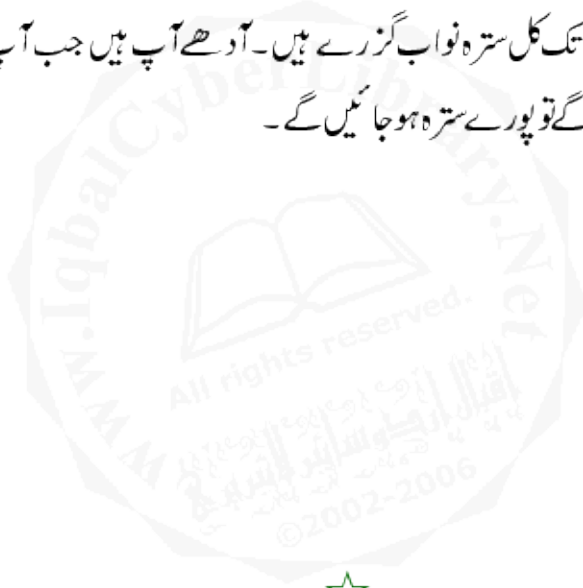 تک کل سترہ نواب گزرے ہیں۔ آدھے آپ ہیں جب آپ
گے تو پورے سترہ ہو جائیں گے۔
www.IqbalCyberLibrary.Net
All rights reserved.
©2002-2006